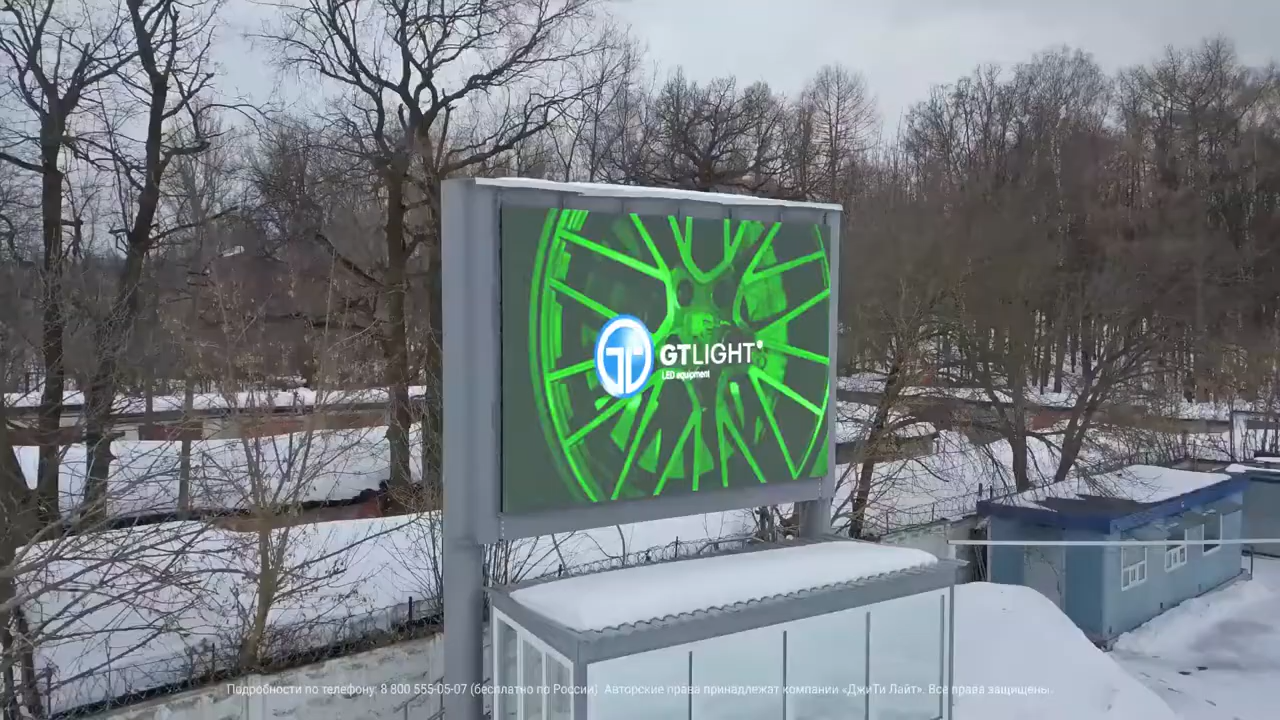 GTLIGHT
LED equipment
Подробности по телефону: 8 800 555-05-07 (бесплатно по России). Авторские права принадлежат компании «ДжиТи Лайт». Все права защищены.